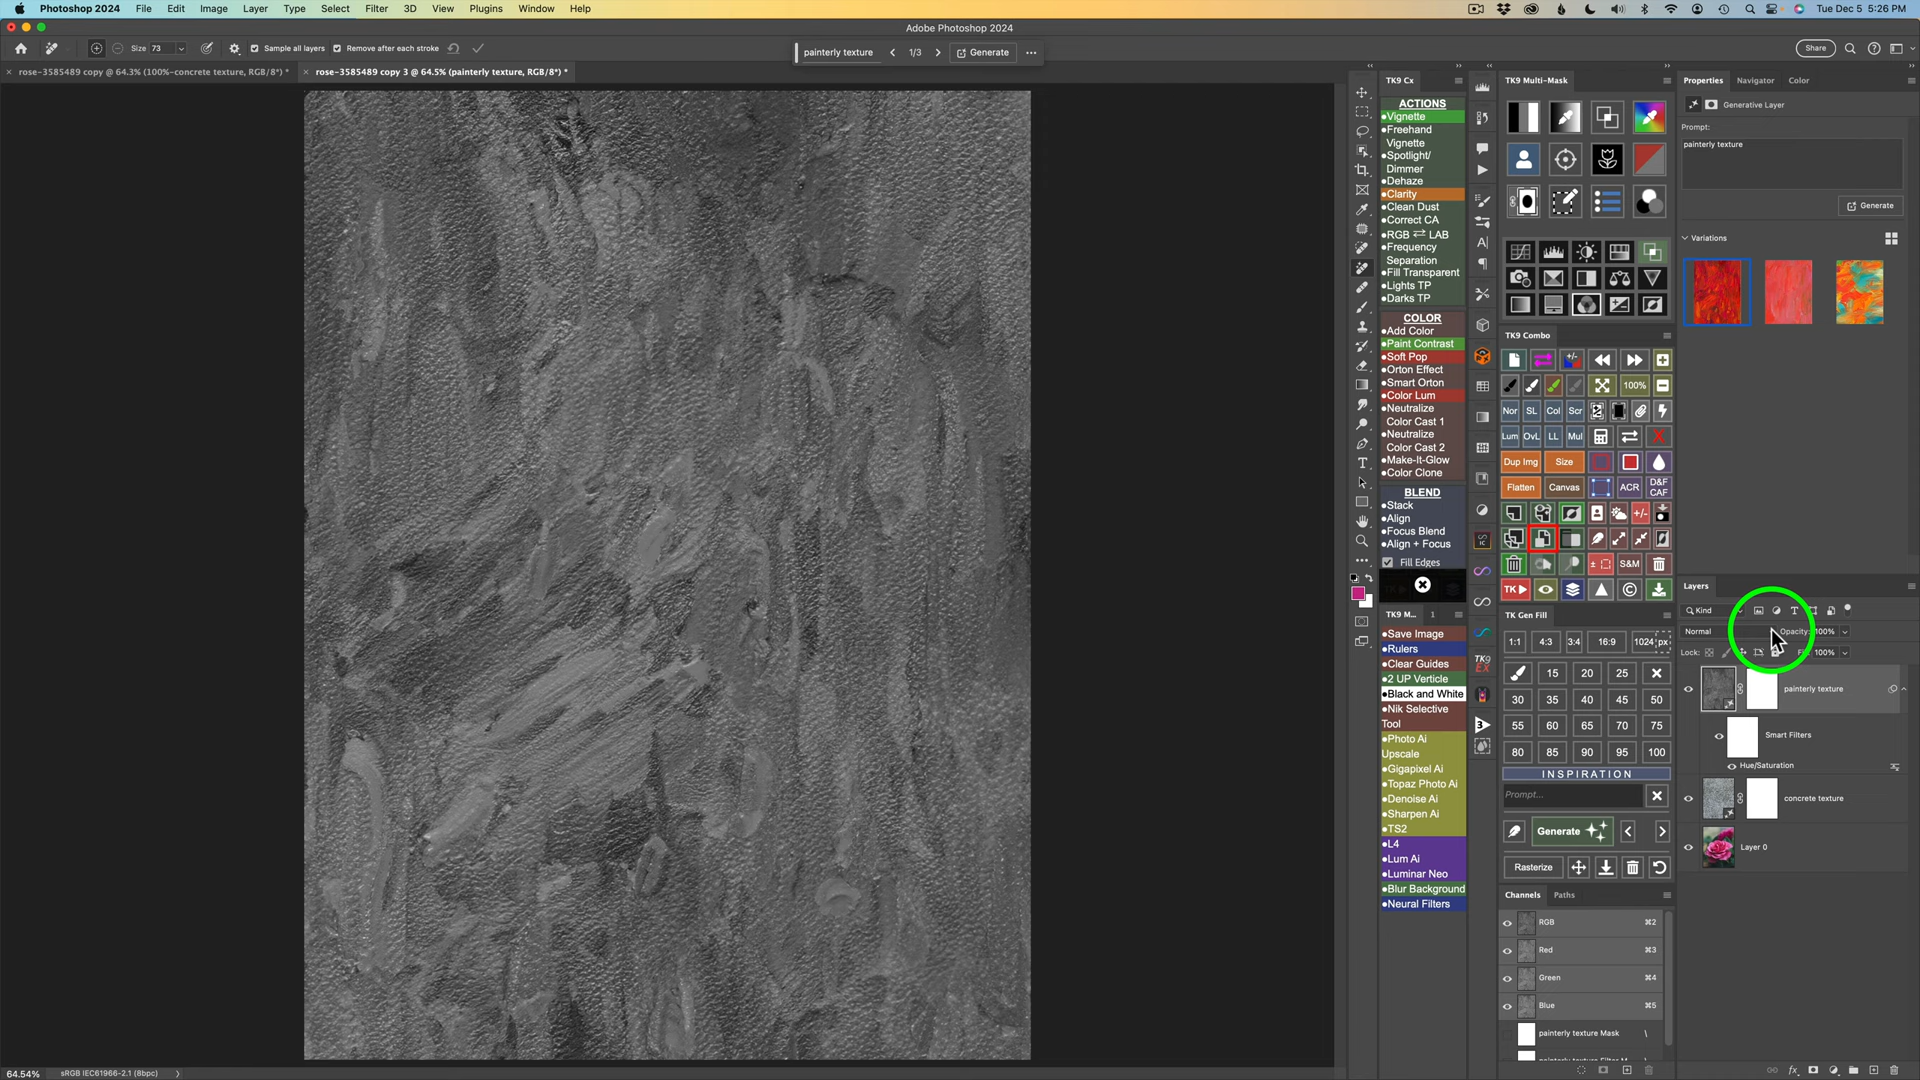 Photoshop 2024 File Edit Image Layer Type Select Filter 3D View Plugins Window Help Tue Dec 5 5:26 PM
Adobe Photoshop 2024
Size 73 Sample all layers Remove after each stroke Share
painterly texture 1/3 Generate
rose-3585489 copy @ 64.3% (100%-concrete texture, RGB/8*) *
rose-3585489 copy 3 @ 64.5% (painterly texture, RGB/8*) *
TK9 Cx
ACTIONS
Vignette
Freehand
Vignette
Spotlight/
Dimmer
Dehaze
Clarity
Clean Dust
Correct CA
RGB ⇄ LAB
Frequency
Separation
Fill Transparent
Lights TP
Darks TP
COLOR
Add Color
Paint Contrast
Soft Pop
Orton Effect
Smart Orton
Color Lum
Neutralize
Color Cast 1
Neutralize
Color Cast 2
Make-It-Glow
Color Clone
BLEND
Stack
Align
Focus Blend
Align + Focus
Fill Edges
TK9 M... 1
Save Image
Rulers
Clear Guides
2 UP Verticle
Black and White
Nik Selective
Tool
Photo Ai
Upscale
Gigapixel Ai
Topaz Photo Ai
Denoise Ai
Sharpen Ai
TS2
L4
Lum Ai
Luminar Neo
Blur Background
Neural Filters
TK9 Multi-Mask
TK9 Combo
100%
Nor SL Col Scr
Lum OvL LL Mul
Dup Img Size
Flatten Canvas ACR D&F CAF
S&M
TK
TK Gen Fill
1:1 4:3 3:4 16:9 1024 px
15 20 25
30 35 40 45 50
55 60 65 70 75
80 85 90 95 100
INSPIRATION
Prompt...
Generate
Rasterize
Channels Paths
RGB ⌘2
Red ⌘3
Green ⌘4
Blue ⌘5
painterly texture Mask \
Properties Navigator Color
Generative Layer
Prompt:
painterly texture
Generate
Variations
Layers
Kind
Normal Opacity: 100%
Lock: Fill: 100%
painterly texture
Smart Filters
Hue/Saturation
concrete texture
Layer 0
64.54% sRGB IEC61966-2.1 (8bpc)